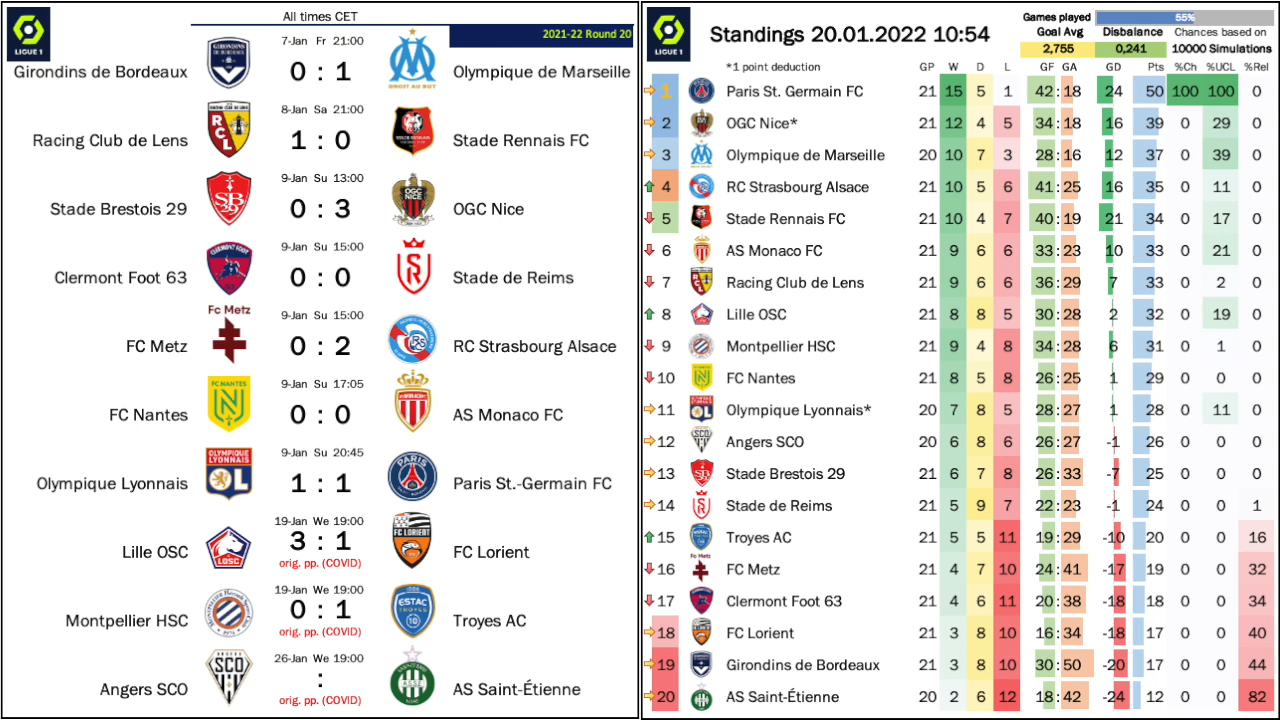 All times CET
LIGUE 1
2021-22 Round 20
7-Jan Fr 21:00
Girondins de Bordeaux 0 : 1 Olympique de Marseille
8-Jan Sa 21:00
Racing Club de Lens 1 : 0 Stade Rennais FC
9-Jan Su 13:00
Stade Brestois 29 0 : 3 OGC Nice
9-Jan Su 15:00
Clermont Foot 63 0 : 0 Stade de Reims
9-Jan Su 15:00
FC Metz 0 : 2 RC Strasbourg Alsace
9-Jan Su 17:05
FC Nantes 0 : 0 AS Monaco FC
9-Jan Su 20:45
Olympique Lyonnais 1 : 1 Paris St.-Germain FC
19-Jan We 19:00
Lille OSC 3 : 1 FC Lorient
orig. pp. (COVID)
19-Jan We 19:00
Montpellier HSC 0 : 1 Troyes AC
orig. pp. (COVID)
26-Jan We 19:00
Angers SCO : AS Saint-Étienne
orig. pp. (COVID)
LIGUE 1
Standings 20.01.2022 10:54
Games played 55%
Goal Avg Disbalance Chances based on
2,755 0,241 10000 Simulations
*1 point deduction GP W D L GF GA GD Pts %Ch %UCL %Rel
1 Paris St. Germain FC 21 15 5 1 42 : 18 24 50 100 100 0
2 OGC Nice* 21 12 4 5 34 : 18 16 39 0 29 0
3 Olympique de Marseille 20 10 7 3 28 : 16 12 37 0 39 0
4 RC Strasbourg Alsace 21 10 5 6 41 : 25 16 35 0 11 0
5 Stade Rennais FC 21 10 4 7 40 : 19 21 34 0 17 0
6 AS Monaco FC 21 9 6 6 33 : 23 10 33 0 21 0
7 Racing Club de Lens 21 9 6 6 36 : 29 7 33 0 2 0
8 Lille OSC 21 8 8 5 30 : 28 2 32 0 19 0
9 Montpellier HSC 21 9 4 8 34 : 28 6 31 0 1 0
10 FC Nantes 21 8 5 8 26 : 25 1 29 0 0 0
11 Olympique Lyonnais* 20 7 8 5 28 : 27 1 28 0 11 0
12 Angers SCO 20 6 8 6 26 : 27 -1 26 0 0 0
13 Stade Brestois 29 21 6 7 8 26 : 33 -7 25 0 0 0
14 Stade de Reims 21 5 9 7 22 : 23 -1 24 0 0 1
15 Troyes AC 21 5 5 11 19 : 29 -10 20 0 0 16
16 FC Metz 21 4 7 10 24 : 41 -17 19 0 0 32
17 Clermont Foot 63 21 4 6 11 20 : 38 -18 18 0 0 34
18 FC Lorient 21 3 8 10 16 : 34 -18 17 0 0 40
19 Girondins de Bordeaux 21 3 8 10 30 : 50 -20 17 0 0 44
20 AS Saint-Étienne 20 2 6 12 18 : 42 -24 12 0 0 82